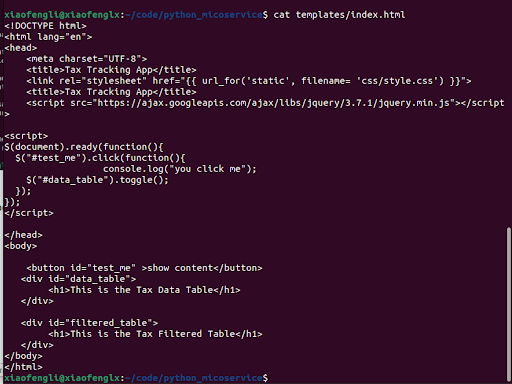 xiaofengli@xiaofenglx:~/code/python_micoservice$ cat templates/index.html
<!DOCTYPE html>
<html lang="en">
<head>
    <meta charset="UTF-8">
    <title>Tax Tracking App</title>
    <link rel="stylesheet" href="{{ url_for('static', filename= 'css/style.css') }}">
    <title>Tax Tracking App</title>
    <script src="https://ajax.googleapis.com/ajax/libs/jquery/3.7.1/jquery.min.js"></script
>

<script>
$(document).ready(function(){
  $("#test_me").click(function(){
                  console.log("you click me");
    $("#data_table").toggle();
  });
});
</script>

</head>
<body>

    <button id="test_me" >show content</button>
   <div id="data_table">
        <h1>This is the Tax Data Table</h1>
   </div>

   <div id="filtered_table">
        <h1>This is the Tax Filtered Table</h1>
   </div>
</body>
</html>
xiaofengli@xiaofenglx:~/code/python_micoservice$